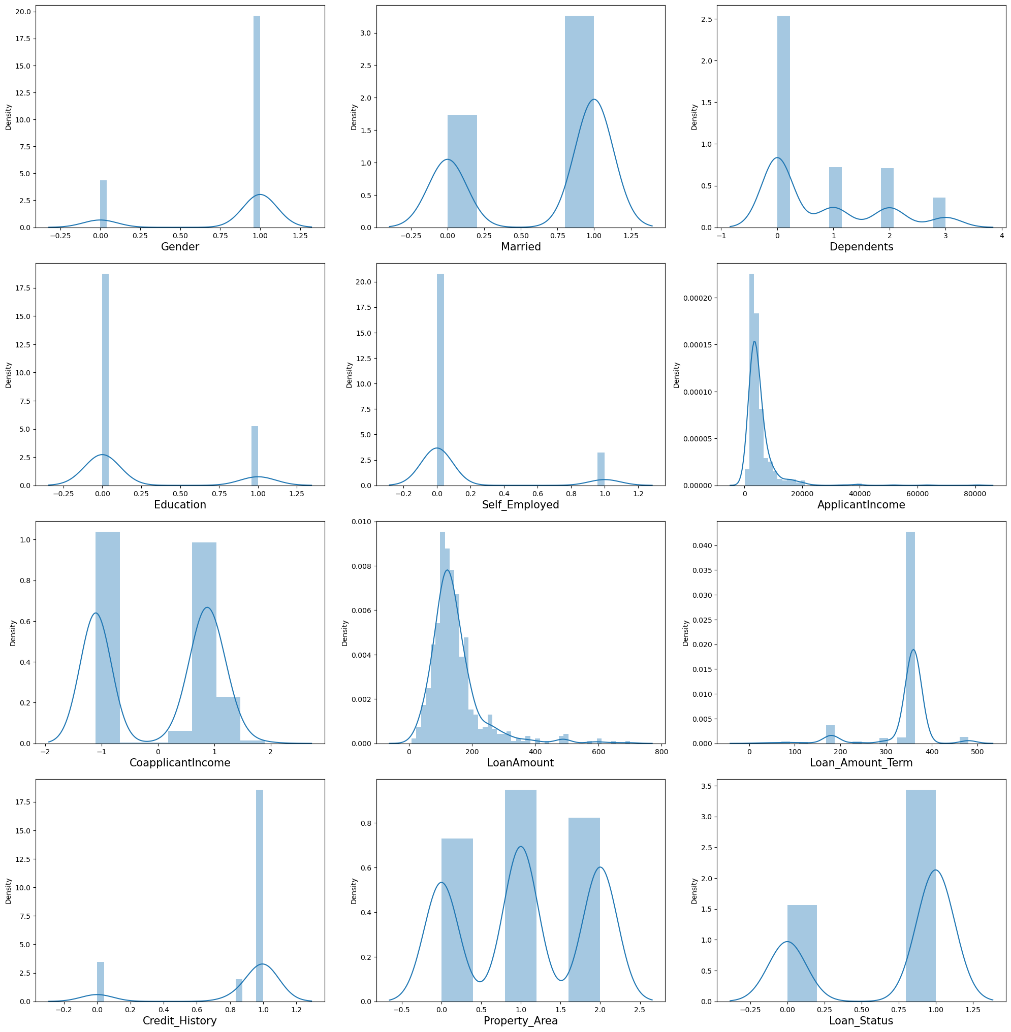 20.0
17.5
15.0
12.5
10.0
7.5
5.0
2.5
0.0
Density
−0.25 0.00 0.25 0.50 0.75 1.00 1.25
Gender
3.0
2.5
2.0
1.5
1.0
0.5
0.0
Density
−0.25 0.00 0.25 0.50 0.75 1.00 1.25
Married
2.5
2.0
1.5
1.0
0.5
0.0
Density
−1 0 1 2 3 4
Dependents
17.5
15.0
12.5
10.0
7.5
5.0
2.5
0.0
Density
−0.25 0.00 0.25 0.50 0.75 1.00 1.25
Education
20.0
17.5
15.0
12.5
10.0
7.5
5.0
2.5
0.0
Density
−0.2 0.0 0.2 0.4 0.6 0.8 1.0 1.2
Self_Employed
0.00020
0.00015
0.00010
0.00005
0.00000
Density
0 20000 40000 60000 80000
ApplicantIncome
1.0
0.8
0.6
0.4
0.2
0.0
Density
−2 −1 0 1 2
CoapplicantIncome
0.010
0.008
0.006
0.004
0.002
0.000
Density
0 200 400 600 800
LoanAmount
0.040
0.035
0.030
0.025
0.020
0.015
0.010
0.005
0.000
Density
0 100 200 300 400 500
Loan_Amount_Term
17.5
15.0
12.5
10.0
7.5
5.0
2.5
0.0
Density
−0.2 0.0 0.2 0.4 0.6 0.8 1.0 1.2
Credit_History
0.8
0.6
0.4
0.2
0.0
Density
−0.5 0.0 0.5 1.0 1.5 2.0 2.5
Property_Area
3.5
3.0
2.5
2.0
1.5
1.0
0.5
0.0
Density
−0.25 0.00 0.25 0.50 0.75 1.00 1.25
Loan_Status